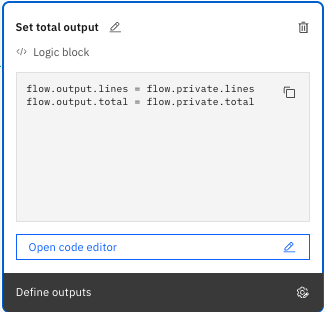 Set total output
</> Logic block
flow.output.lines = flow.private.lines
flow.output.total = flow.private.total
Open code editor
Define outputs